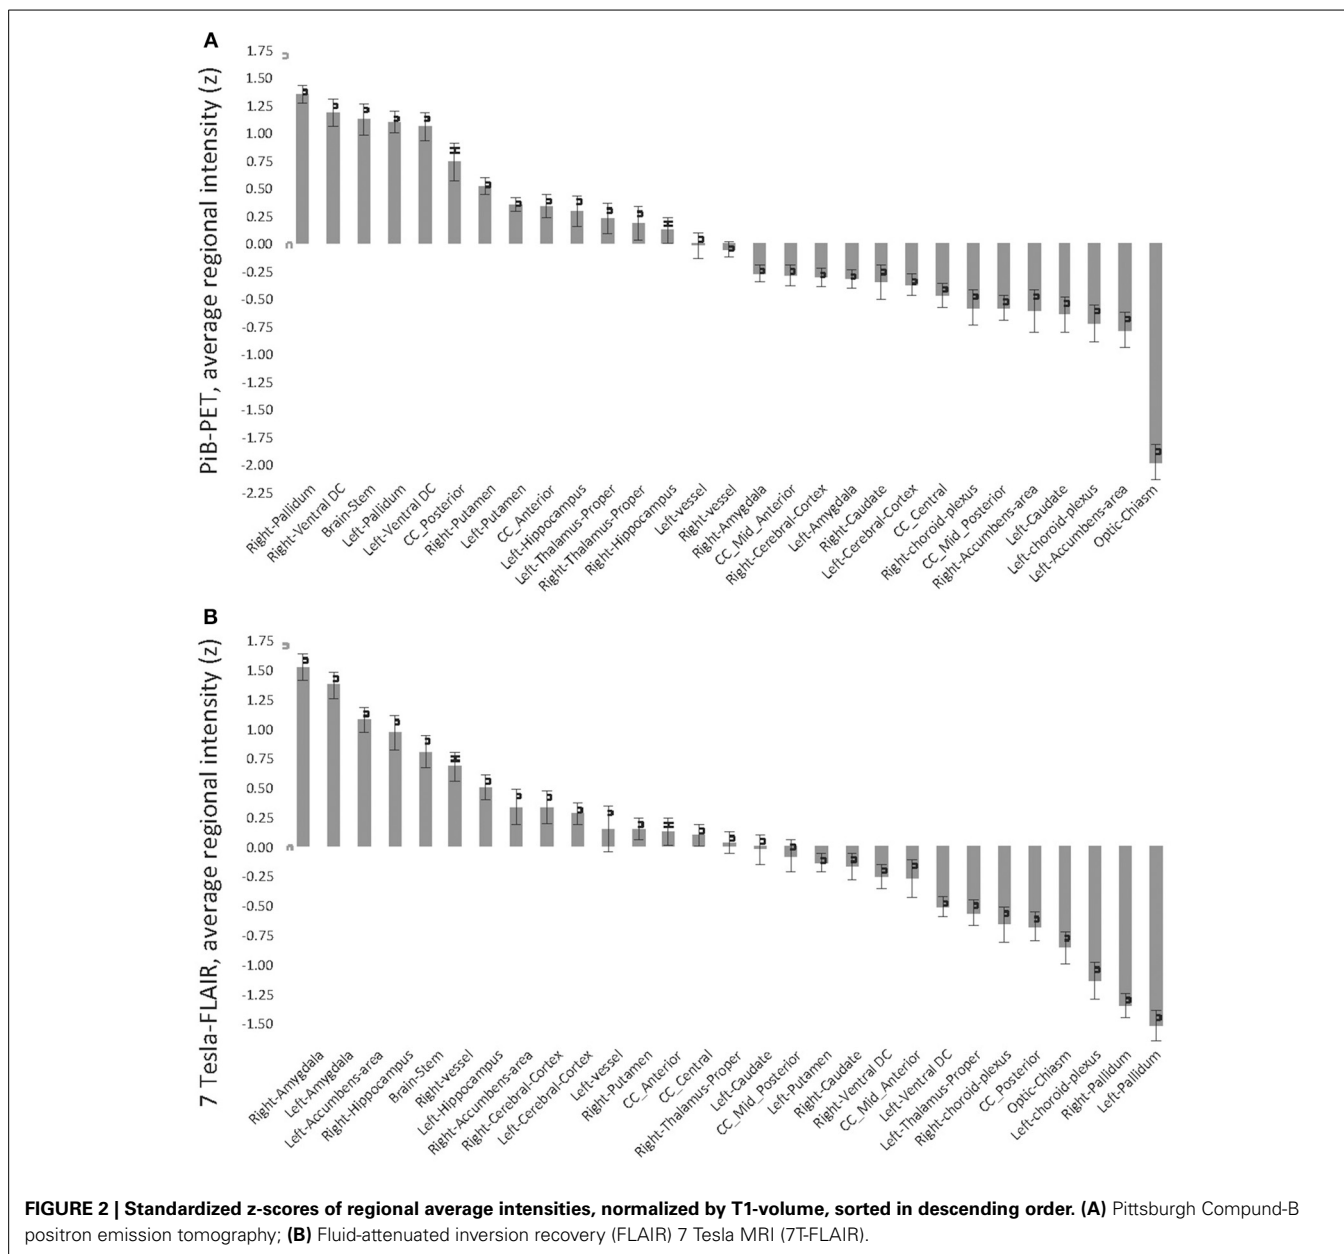 A
PiB-PET, average regional intensity (z)
1.75
1.50
1.25
1.00
0.75
0.50
0.25
0.00
-0.25
-0.50
-0.75
-1.00
-1.25
-1.50
-1.75
-2.00
-2.25
Right-Pallidum
Right-Ventral DC
Brain-Stem
Left-Pallidum
Left-Ventral DC
CC_Posterior
Right-Putamen
Left-Putamen
CC_Anterior
Left-Hippocampus
Left-Thalamus-Proper
Right-Thalamus-Proper
Right-Hippocampus
Left-vessel
Right-vessel
Right-Amygdala
CC_Mid_Anterior
Right-Cerebral-Cortex
Left-Amygdala
Right-Caudate
Left-Cerebral-Cortex
CC_Central
Right-choroid-plexus
CC_Mid_Posterior
Right-Accumbens-area
Left-Caudate
Left-choroid-plexus
Left-Accumbens-area
Optic-Chiasm
B
7 Tesla-FLAIR, average regional intensity (z)
1.75
1.50
1.25
1.00
0.75
0.50
0.25
0.00
-0.25
-0.50
-0.75
-1.00
-1.25
-1.50
Right-Amygdala
Left-Amygdala
Left-Accumbens-area
Right-Hippocampus
Brain-Stem
Right-vessel
Left-Hippocampus
Right-Accumbens-area
Right-Cerebral-Cortex
Left-Cerebral-Cortex
Left-vessel
Right-Putamen
CC_Anterior
CC_Central
Right-Thalamus-Proper
Left-Caudate
CC_Mid_Posterior
Left-Putamen
Right-Caudate
Right-Ventral DC
CC_Mid_Anterior
Left-Ventral DC
Left-Thalamus-Proper
Right-choroid-plexus
CC_Posterior
Optic-Chiasm
Left-choroid-plexus
Right-Pallidum
Left-Pallidum
FIGURE 2 | Standardized z-scores of regional average intensities, normalized by T1-volume, sorted in descending order. (A) Pittsburgh Compund-B
positron emission tomography; (B) Fluid-attenuated inversion recovery (FLAIR) 7 Tesla MRI (7T-FLAIR).